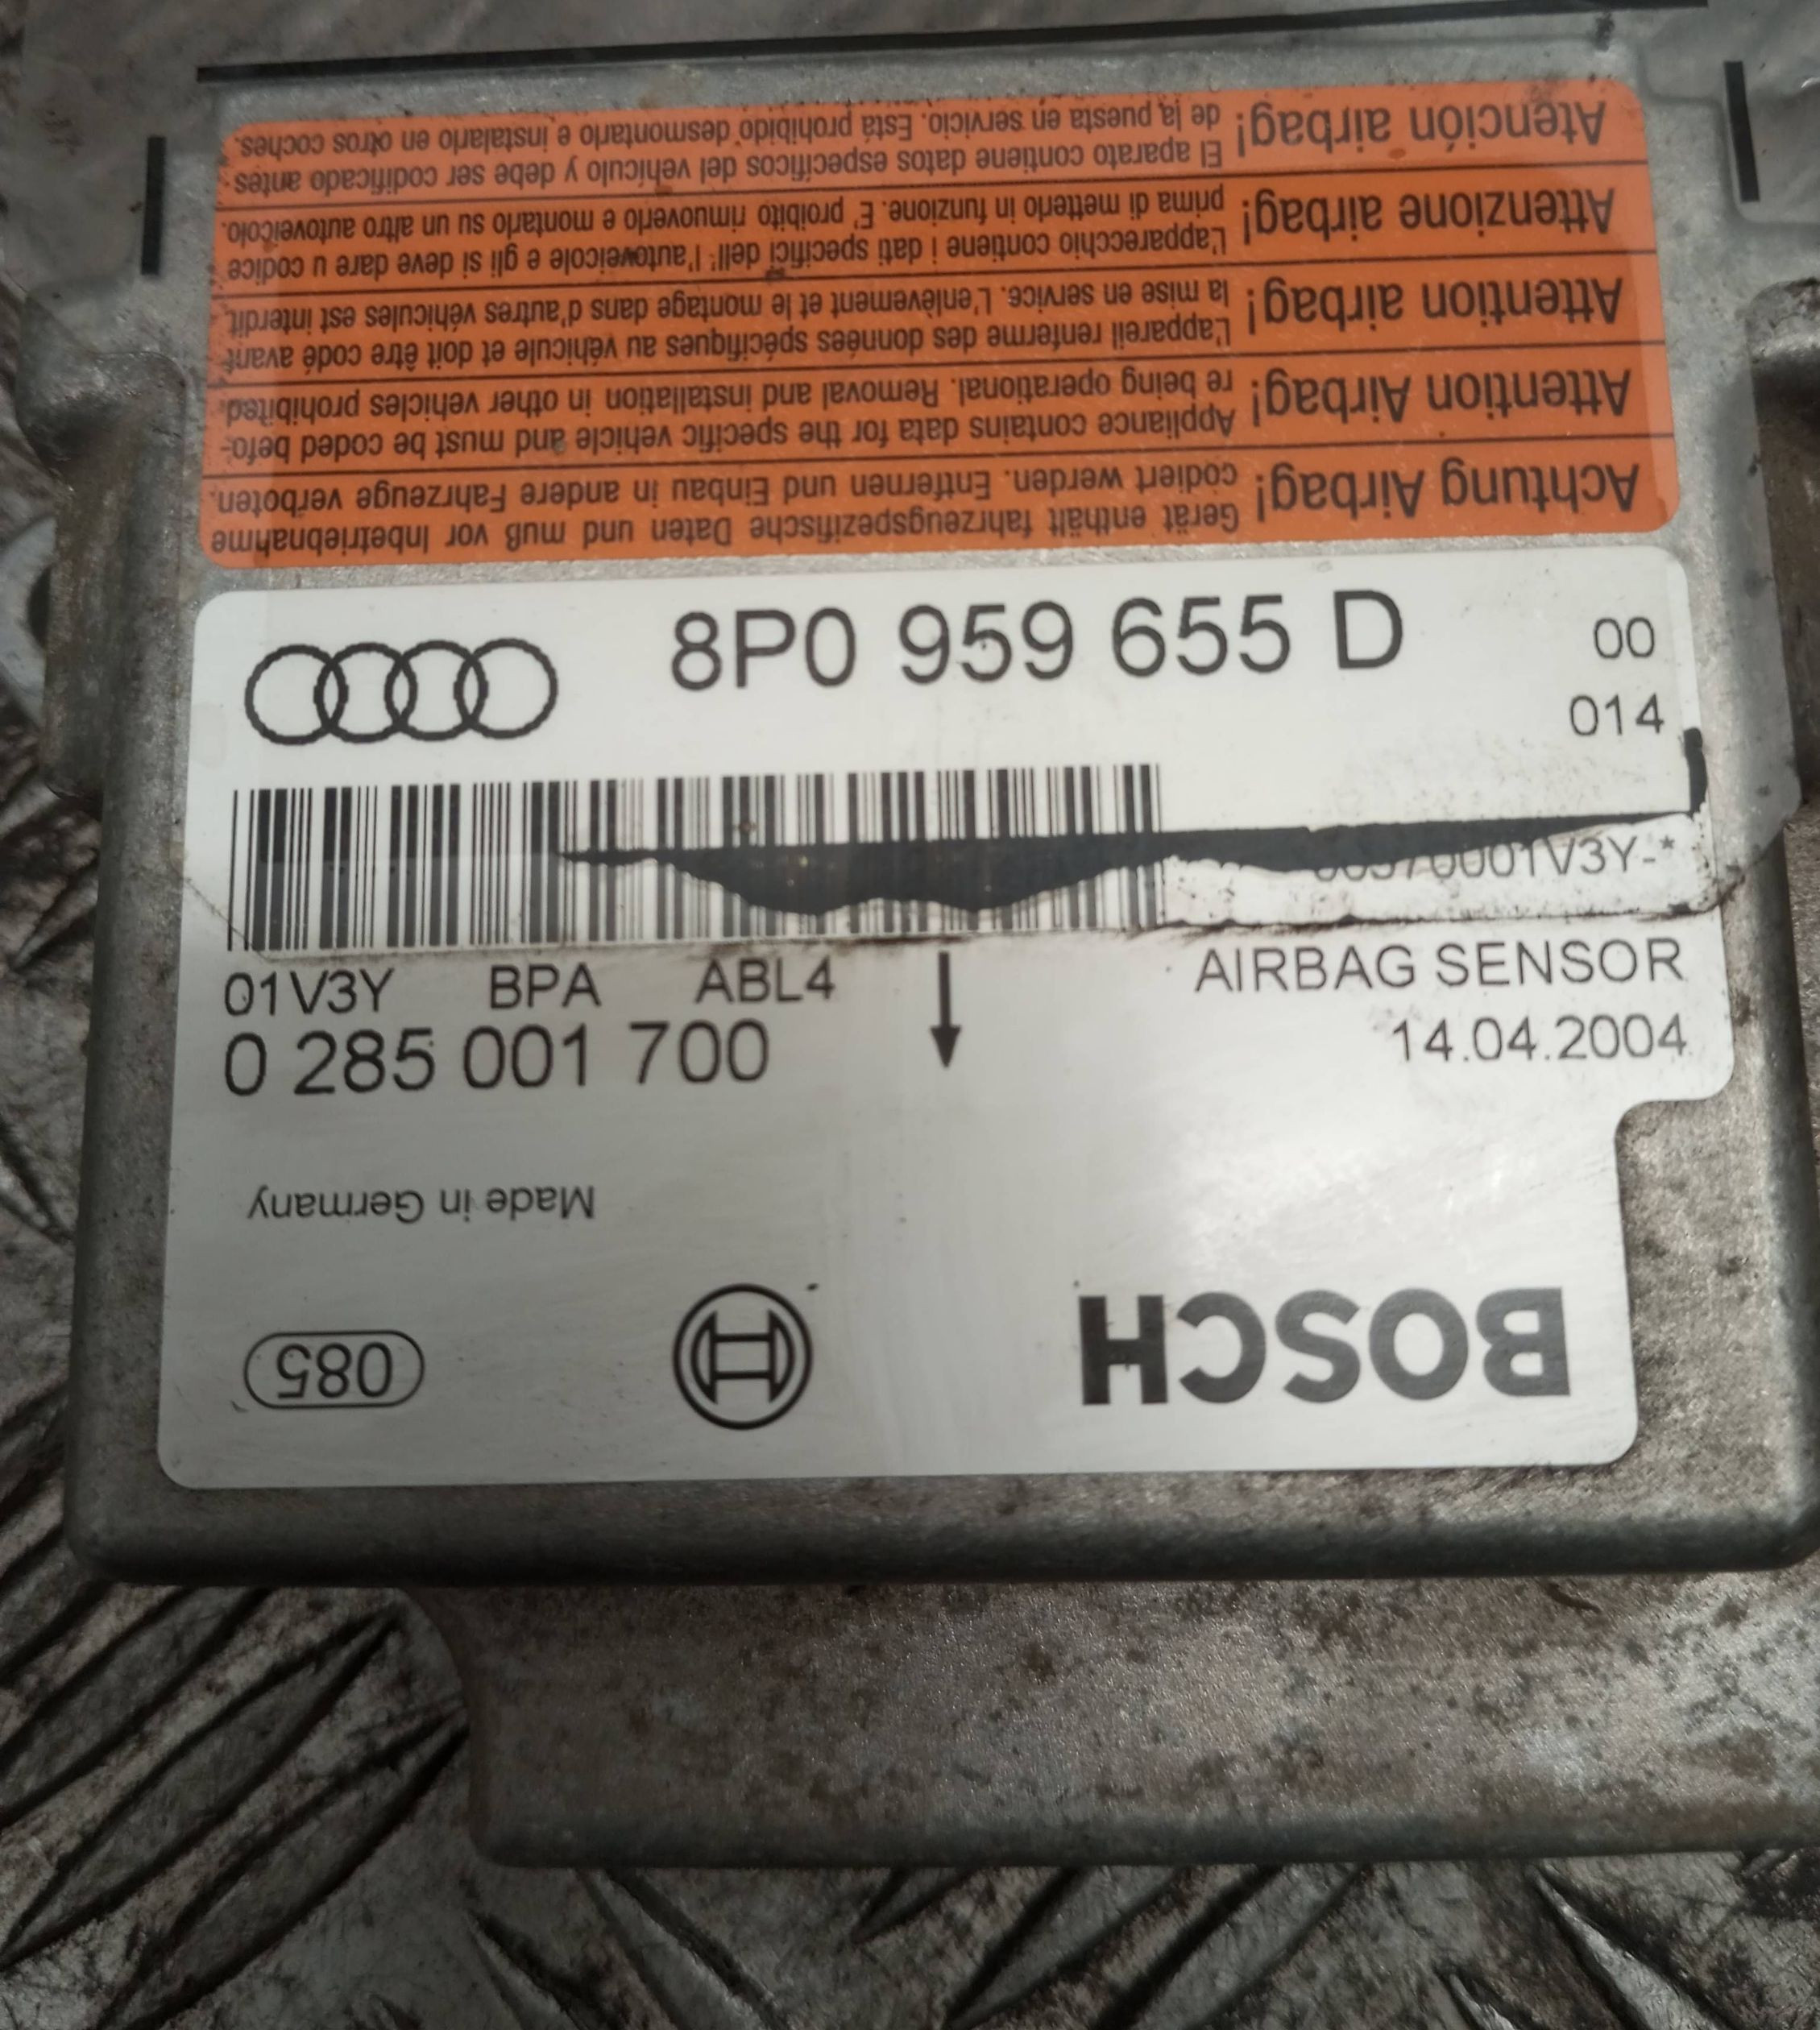 8P0 959 655 D
00
014
01V3Y BPA ABL4
0 285 001 700
AIRBAG SENSOR
14.04.2004
Made in Germany
085
BOSCH
Achtung Airbag!
Gerät enthält fahrzeugspezifische Daten und muß vor Inbetriebnahme
codiert werden. Entfernen und Einbau in andere Fahrzeuge verboten.
Attention Airbag!
Appliance contains data for the specific vehicle and must be coded befo-
re being operational. Removal and installation in other vehicles prohibited.
Attention airbag!
L'appareil renferme des données spécifiques au véhicule et doit être codé avant
la mise en service. L'enlèvement et le montage dans d'autres véhicules est interdit.
Attenzione airbag!
L'apparecchio contiene i dati specifici dell' l'autoveicole e gli si deve dare u codice
prima di metterlo in funzione. E' proibito rimuoverlo e montarlo su un altro autoveicolo.
Atención airbag!
El aparato contiene datos específicos del vehículo y debe ser codificado antes
de la puesta en servicio. Está prohibido desmontarlo e instalarlo en otros coches.